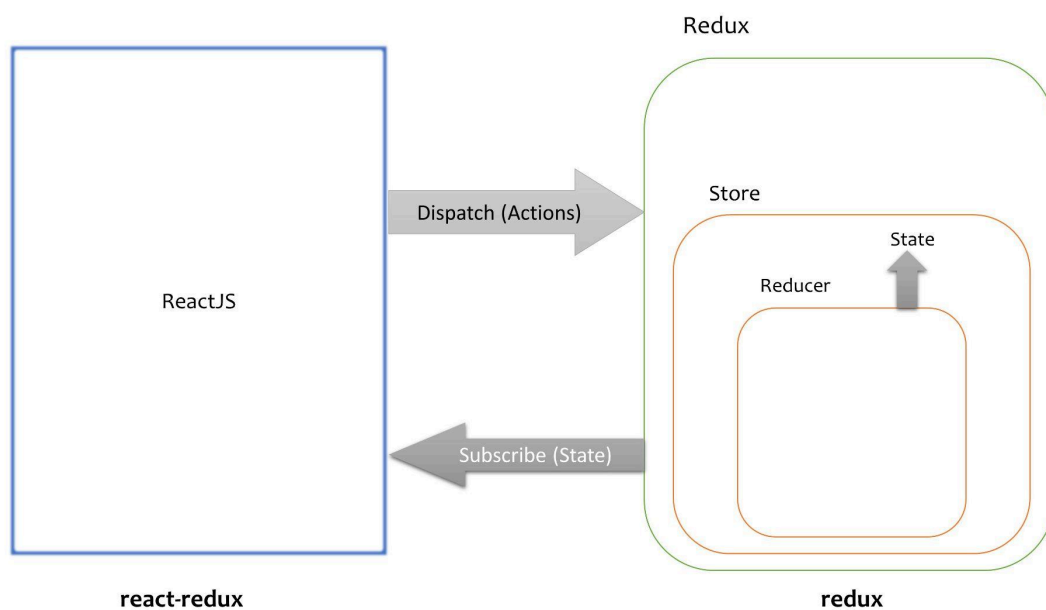 Redux
Store
Dispatch (Actions)
State
Reducer
ReactJS
Subscribe (State)
react-redux
redux